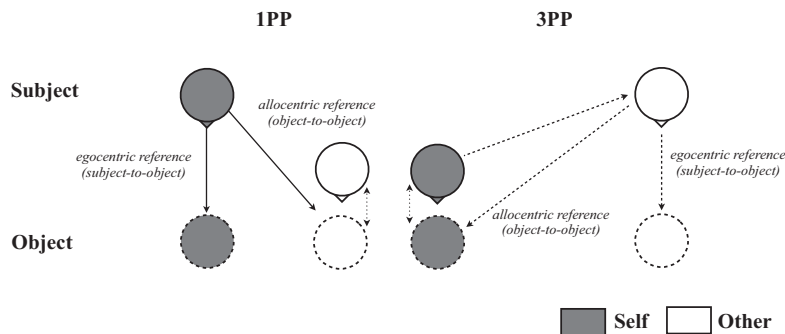 1PP
3PP
Subject
allocentric reference
(object-to-object)
egocentric reference
(subject-to-object)
egocentric reference
(subject-to-object)
allocentric reference
(object-to-object)
Object
Self
Other